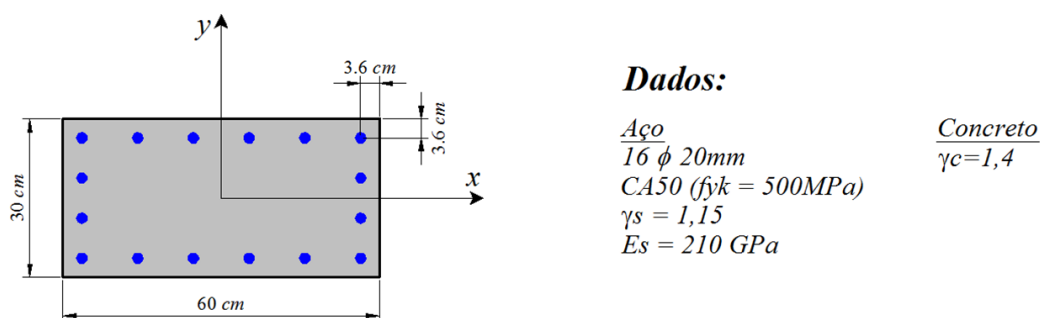 y
3.6 cm
3.6 cm
x
30 cm
60 cm
Dados:
Aço
16 ϕ 20mm
CA50 (fyk = 500MPa)
γs = 1,15
Es = 210 GPa
Concreto
γc=1,4